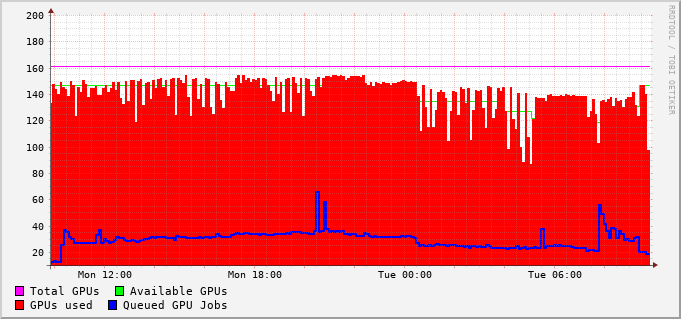 200
180
160
140
120
100
80
60
40
20
Mon 12:00 Mon 18:00 Tue 00:00 Tue 06:00
Total GPUs Available GPUs
GPUs used Queued GPU Jobs
RRDTOOL / TOBI OETIKER